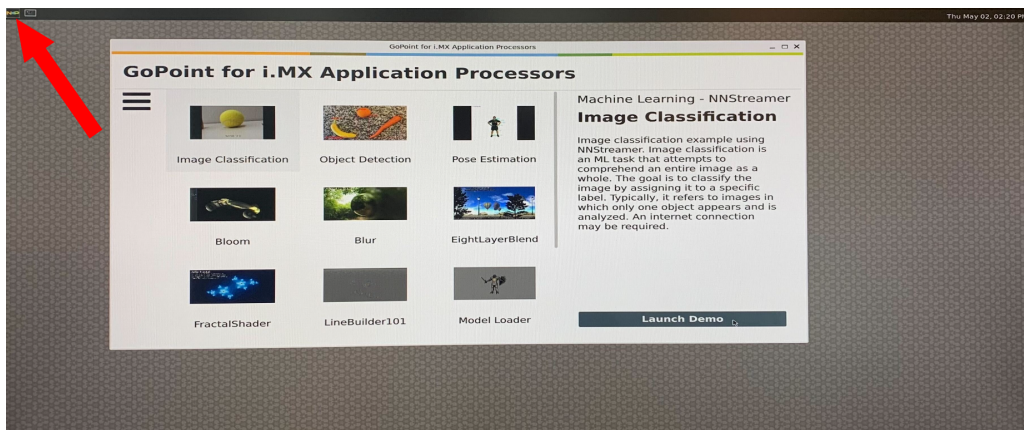 NXP
Thu May 02, 02:20 P
GoPoint for i.MX Application Processors
GoPoint for i.MX Application Processors
Image Classification
Object Detection
Pose Estimation
Bloom
Blur
EightLayerBlend
FractalShader
LineBuilder101
Model Loader
Machine Learning - NNStreamer
Image Classification
Image classification example using
NNStreamer. Image classification is
an ML task that attempts to
comprehend an entire image as a
whole. The goal is to classify the
image by assigning it to a specific
label. Typically, it refers to images in
which only one object appears and is
analyzed. An internet connection
may be required.
Launch Demo